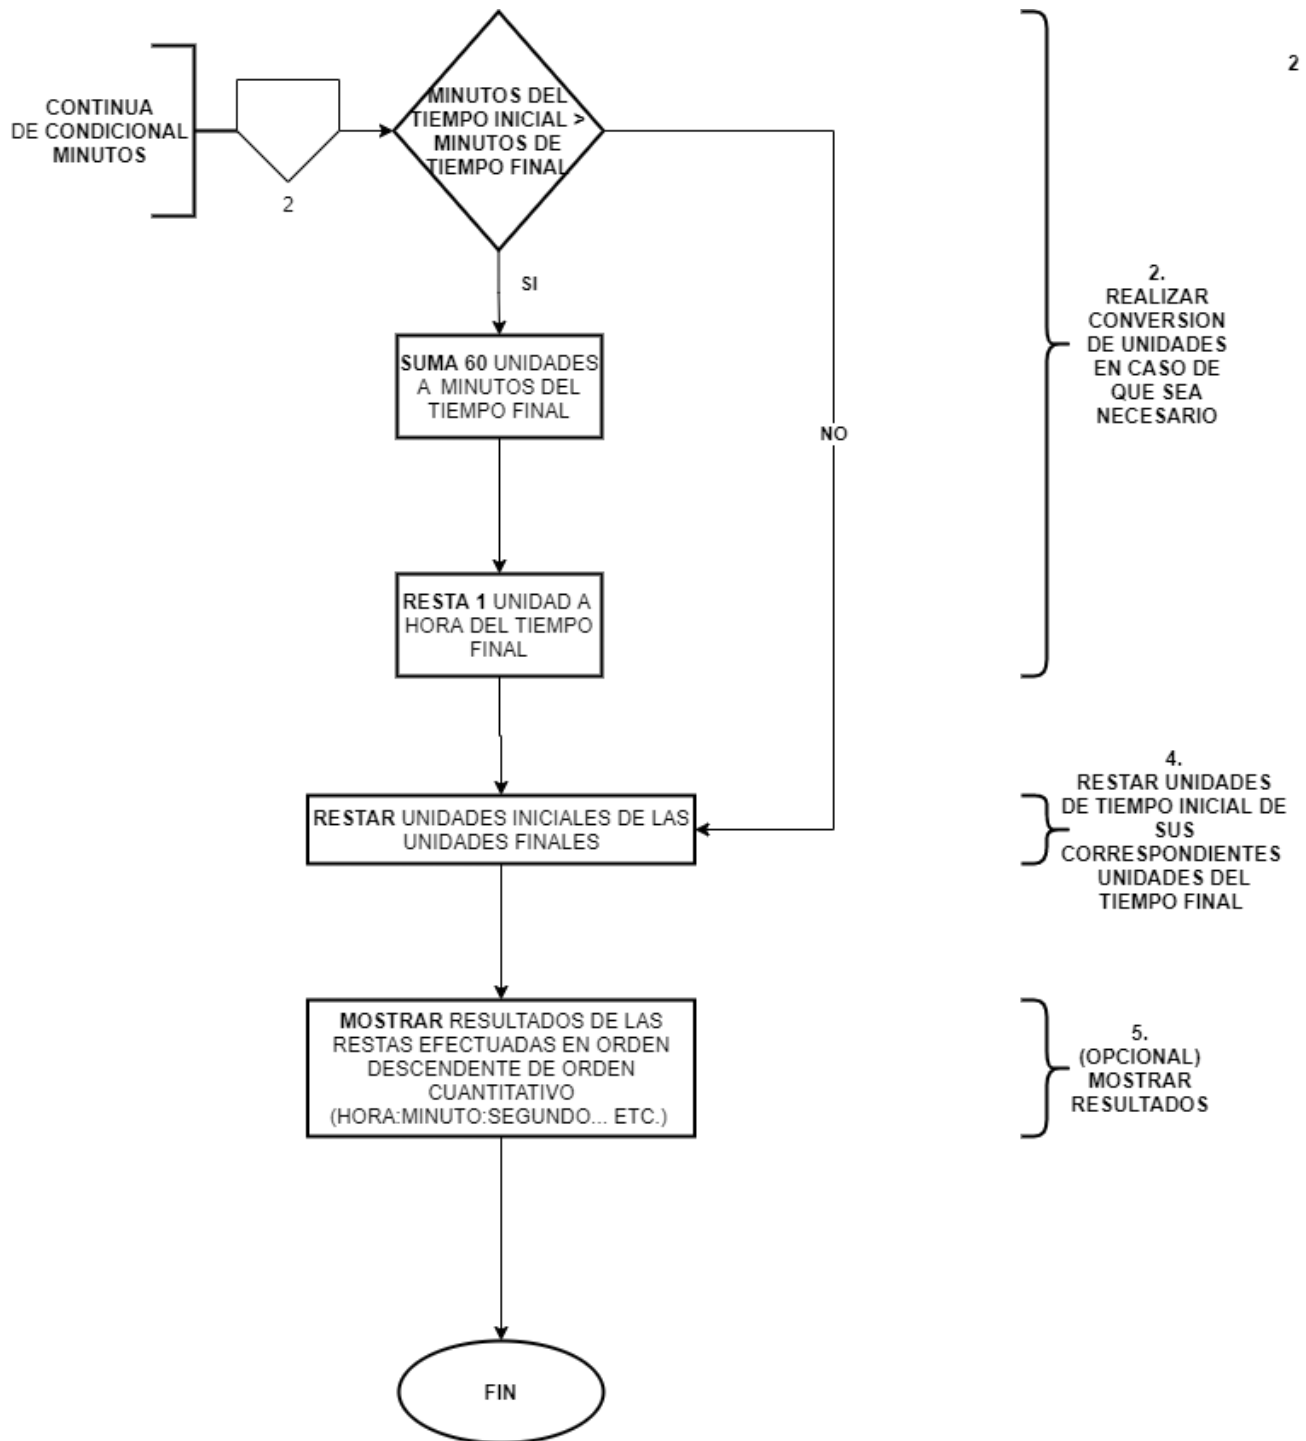 2
CONTINUA
DE CONDICIONAL
MINUTOS
2
MINUTOS DEL
TIEMPO INICIAL >
MINUTOS DE
TIEMPO FINAL
SI
SUMA 60 UNIDADES
A MINUTOS DEL
TIEMPO FINAL
NO
RESTA 1 UNIDAD A
HORA DEL TIEMPO
FINAL
RESTAR UNIDADES INICIALES DE LAS
UNIDADES FINALES
MOSTRAR RESULTADOS DE LAS
RESTAS EFECTUADAS EN ORDEN
DESCENDENTE DE ORDEN
CUANTITATIVO
(HORA:MINUTO:SEGUNDO... ETC.)
FIN
2.
REALIZAR
CONVERSION
DE UNIDADES
EN CASO DE
QUE SEA
NECESARIO
4.
RESTAR UNIDADES
DE TIEMPO INICIAL DE
SUS
CORRESPONDIENTES
UNIDADES DEL
TIEMPO FINAL
5.
(OPCIONAL)
MOSTRAR
RESULTADOS